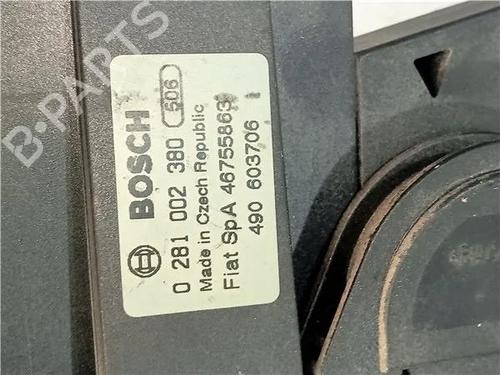 BOSCH
0 281 002 380 506
Made in Czech Republic
Fiat SpA 46755863
490 603706
B-PARTS